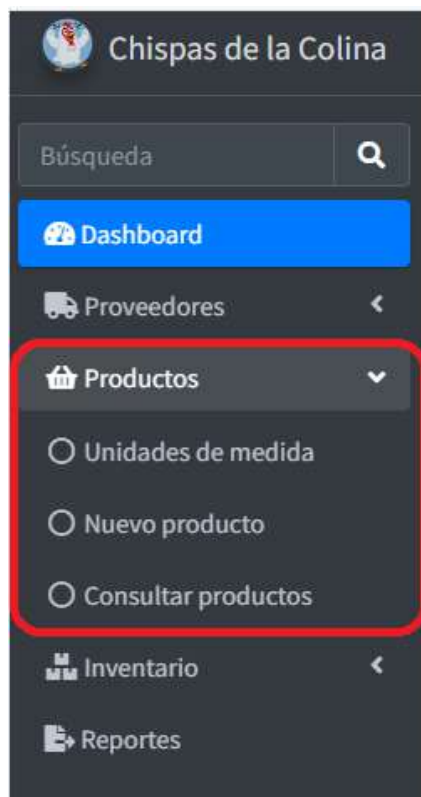 Chispas de la Colina
Búsqueda
Dashboard
Proveedores
Productos
Unidades de medida
Nuevo producto
Consultar productos
Inventario
Reportes